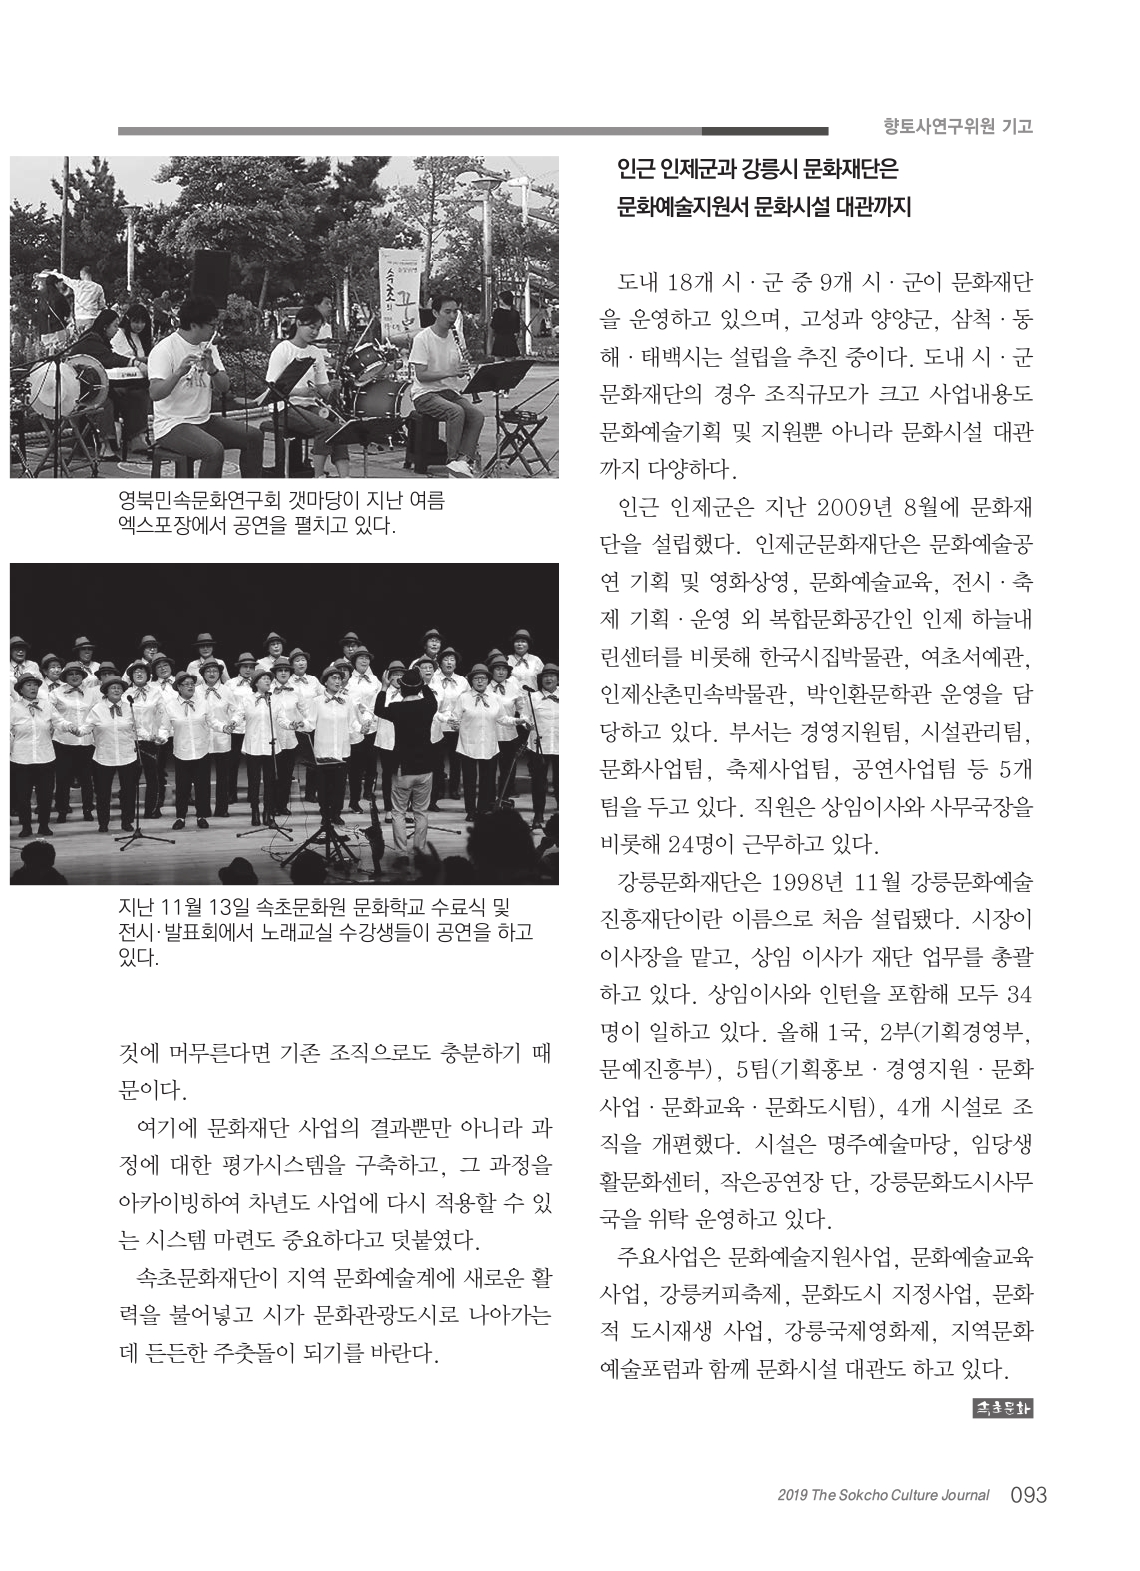 향토사연구위원 기고
속초의 꿈
영북민속문화연구회 갯마당이 지난 여름
엑스포장에서 공연을 펼치고 있다.
지난 11월 13일 속초문화원 문화학교 수료식 및
전시·발표회에서 노래교실 수강생들이 공연을 하고
있다.
것에 머무른다면 기존 조직으로도 충분하기 때
문이다.
여기에 문화재단 사업의 결과뿐만 아니라 과
정에 대한 평가시스템을 구축하고, 그 과정을
아카이빙하여 차년도 사업에 다시 적용할 수 있
는 시스템 마련도 중요하다고 덧붙였다.
속초문화재단이 지역 문화예술계에 새로운 활
력을 불어넣고 시가 문화관광도시로 나아가는
데 든든한 주춧돌이 되기를 바란다.
인근 인제군과 강릉시 문화재단은
문화예술지원서 문화시설 대관까지
도내 18개 시·군 중 9개 시·군이 문화재단
을 운영하고 있으며, 고성과 양양군, 삼척·동
해·태백시는 설립을 추진 중이다. 도내 시·군
문화재단의 경우 조직규모가 크고 사업내용도
문화예술기획 및 지원뿐 아니라 문화시설 대관
까지 다양하다.
인근 인제군은 지난 2009년 8월에 문화재
단을 설립했다. 인제군문화재단은 문화예술공
연 기획 및 영화상영, 문화예술교육, 전시·축
제 기획·운영 외 복합문화공간인 인제 하늘내
린센터를 비롯해 한국시집박물관, 여초서예관,
인제산촌민속박물관, 박인환문학관 운영을 담
당하고 있다. 부서는 경영지원팀, 시설관리팀,
문화사업팀, 축제사업팀, 공연사업팀 등 5개
팀을 두고 있다. 직원은 상임이사와 사무국장을
비롯해 24명이 근무하고 있다.
강릉문화재단은 1998년 11월 강릉문화예술
진흥재단이란 이름으로 처음 설립됐다. 시장이
이사장을 맡고, 상임 이사가 재단 업무를 총괄
하고 있다. 상임이사와 인턴을 포함해 모두 34
명이 일하고 있다. 올해 1국, 2부(기획경영부,
문예진흥부), 5팀(기획홍보·경영지원·문화
사업·문화교육·문화도시팀), 4개 시설로 조
직을 개편했다. 시설은 명주예술마당, 임당생
활문화센터, 작은공연장 단, 강릉문화도시사무
국을 위탁 운영하고 있다.
주요사업은 문화예술지원사업, 문화예술교육
사업, 강릉커피축제, 문화도시 지정사업, 문화
적 도시재생 사업, 강릉국제영화제, 지역문화
예술포럼과 함께 문화시설 대관도 하고 있다.
속초문화
2019 The Sokcho Culture Journal 093